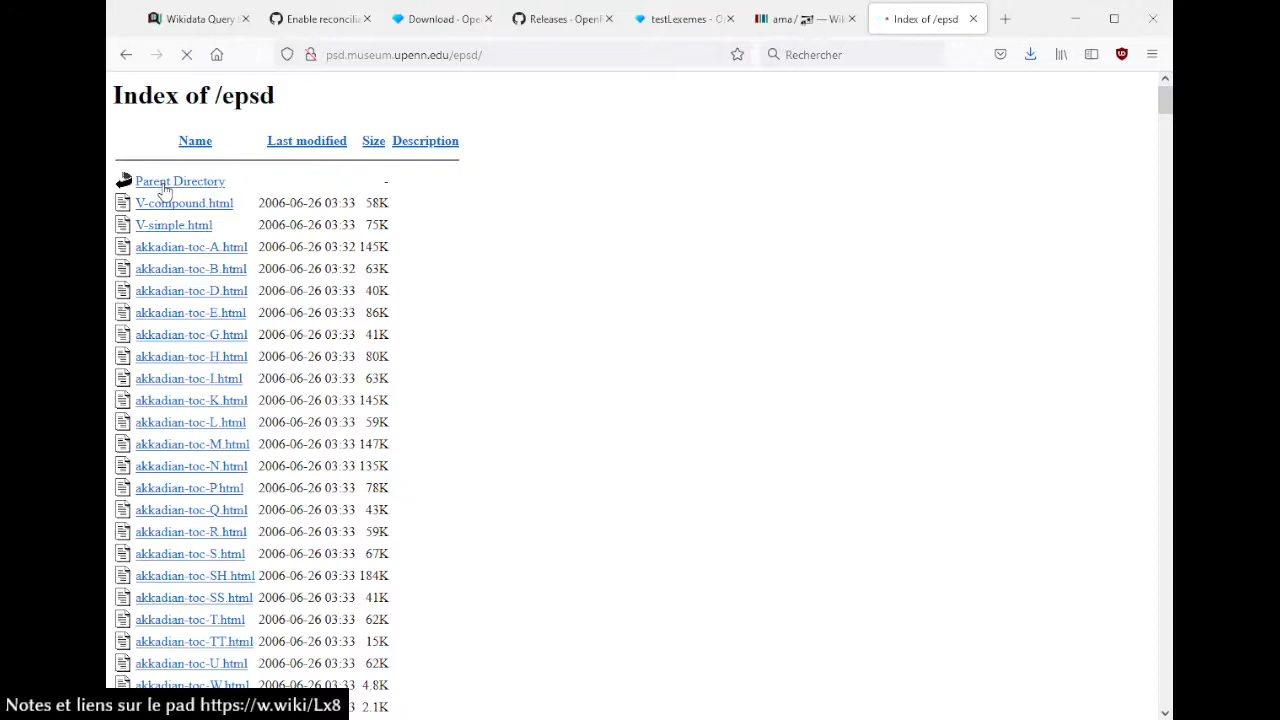 Wikidata Query
Enable reconcilia
Download - Ope
Releases - OpenR
testLexemes - O
ama / — Wik
Index of /epsd
psd.museum.upenn.edu/epsd/
Rechercher
Index of /epsd
Name Last modified Size Description
Parent Directory -
V-compound.html 2006-06-26 03:33 58K
V-simple.html 2006-06-26 03:33 75K
akkadian-toc-A.html 2006-06-26 03:32 145K
akkadian-toc-B.html 2006-06-26 03:32 63K
akkadian-toc-D.html 2006-06-26 03:33 40K
akkadian-toc-E.html 2006-06-26 03:33 86K
akkadian-toc-G.html 2006-06-26 03:33 41K
akkadian-toc-H.html 2006-06-26 03:33 80K
akkadian-toc-I.html 2006-06-26 03:33 63K
akkadian-toc-K.html 2006-06-26 03:33 145K
akkadian-toc-L.html 2006-06-26 03:33 59K
akkadian-toc-M.html 2006-06-26 03:33 147K
akkadian-toc-N.html 2006-06-26 03:33 135K
akkadian-toc-P.html 2006-06-26 03:33 78K
akkadian-toc-Q.html 2006-06-26 03:33 43K
akkadian-toc-R.html 2006-06-26 03:33 59K
akkadian-toc-S.html 2006-06-26 03:33 67K
akkadian-toc-SH.html 2006-06-26 03:33 184K
akkadian-toc-SS.html 2006-06-26 03:33 41K
akkadian-toc-T.html 2006-06-26 03:33 62K
akkadian-toc-TT.html 2006-06-26 03:33 15K
akkadian-toc-U.html 2006-06-26 03:33 62K
akkadian-toc-W.html 2006-06-26 03:33 4.8K
3 2.1K
Notes et liens sur le pad https://w.wiki/Lx8